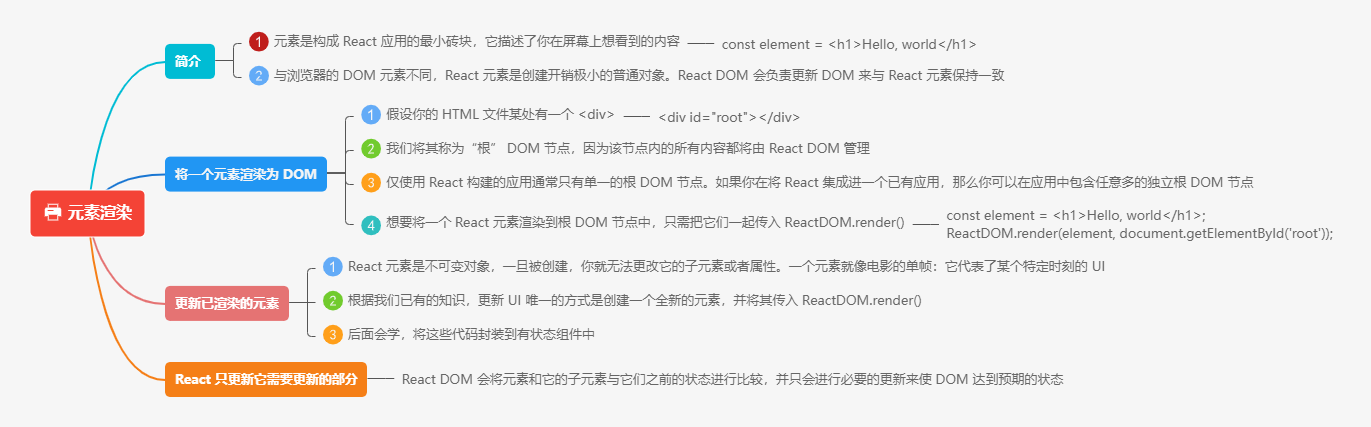 元素渲染
简介
1 元素是构成 React 应用的最小砖块，它描述了你在屏幕上想看到的内容
const element = <h1>Hello, world</h1>
2 与浏览器的 DOM 元素不同，React 元素是创建开销极小的普通对象。React DOM 会负责更新 DOM 来与 React 元素保持一致
将一个元素渲染为 DOM
1 假设你的 HTML 文件某处有一个 <div>
<div id="root"></div>
2 我们将其称为“根” DOM 节点，因为该节点内的所有内容都将由 React DOM 管理
3 仅使用 React 构建的应用通常只有单一的根 DOM 节点。如果你在将 React 集成进一个已有应用，那么你可以在应用中包含任意多的独立根 DOM 节点
4 想要将一个 React 元素渲染到根 DOM 节点中，只需把它们一起传入 ReactDOM.render()
const element = <h1>Hello, world</h1>;
ReactDOM.render(element, document.getElementById('root'));
更新已渲染的元素
1 React 元素是不可变对象，一旦被创建，你就无法更改它的子元素或者属性。一个元素就像电影的单帧：它代表了某个特定时刻的 UI
2 根据我们已有的知识，更新 UI 唯一的方式是创建一个全新的元素，并将其传入 ReactDOM.render()
3 后面会学，将这些代码封装到有状态组件中
React 只更新它需要更新的部分
React DOM 会将元素和它的子元素与它们之前的状态进行比较，并只会进行必要的更新来使 DOM 达到预期的状态